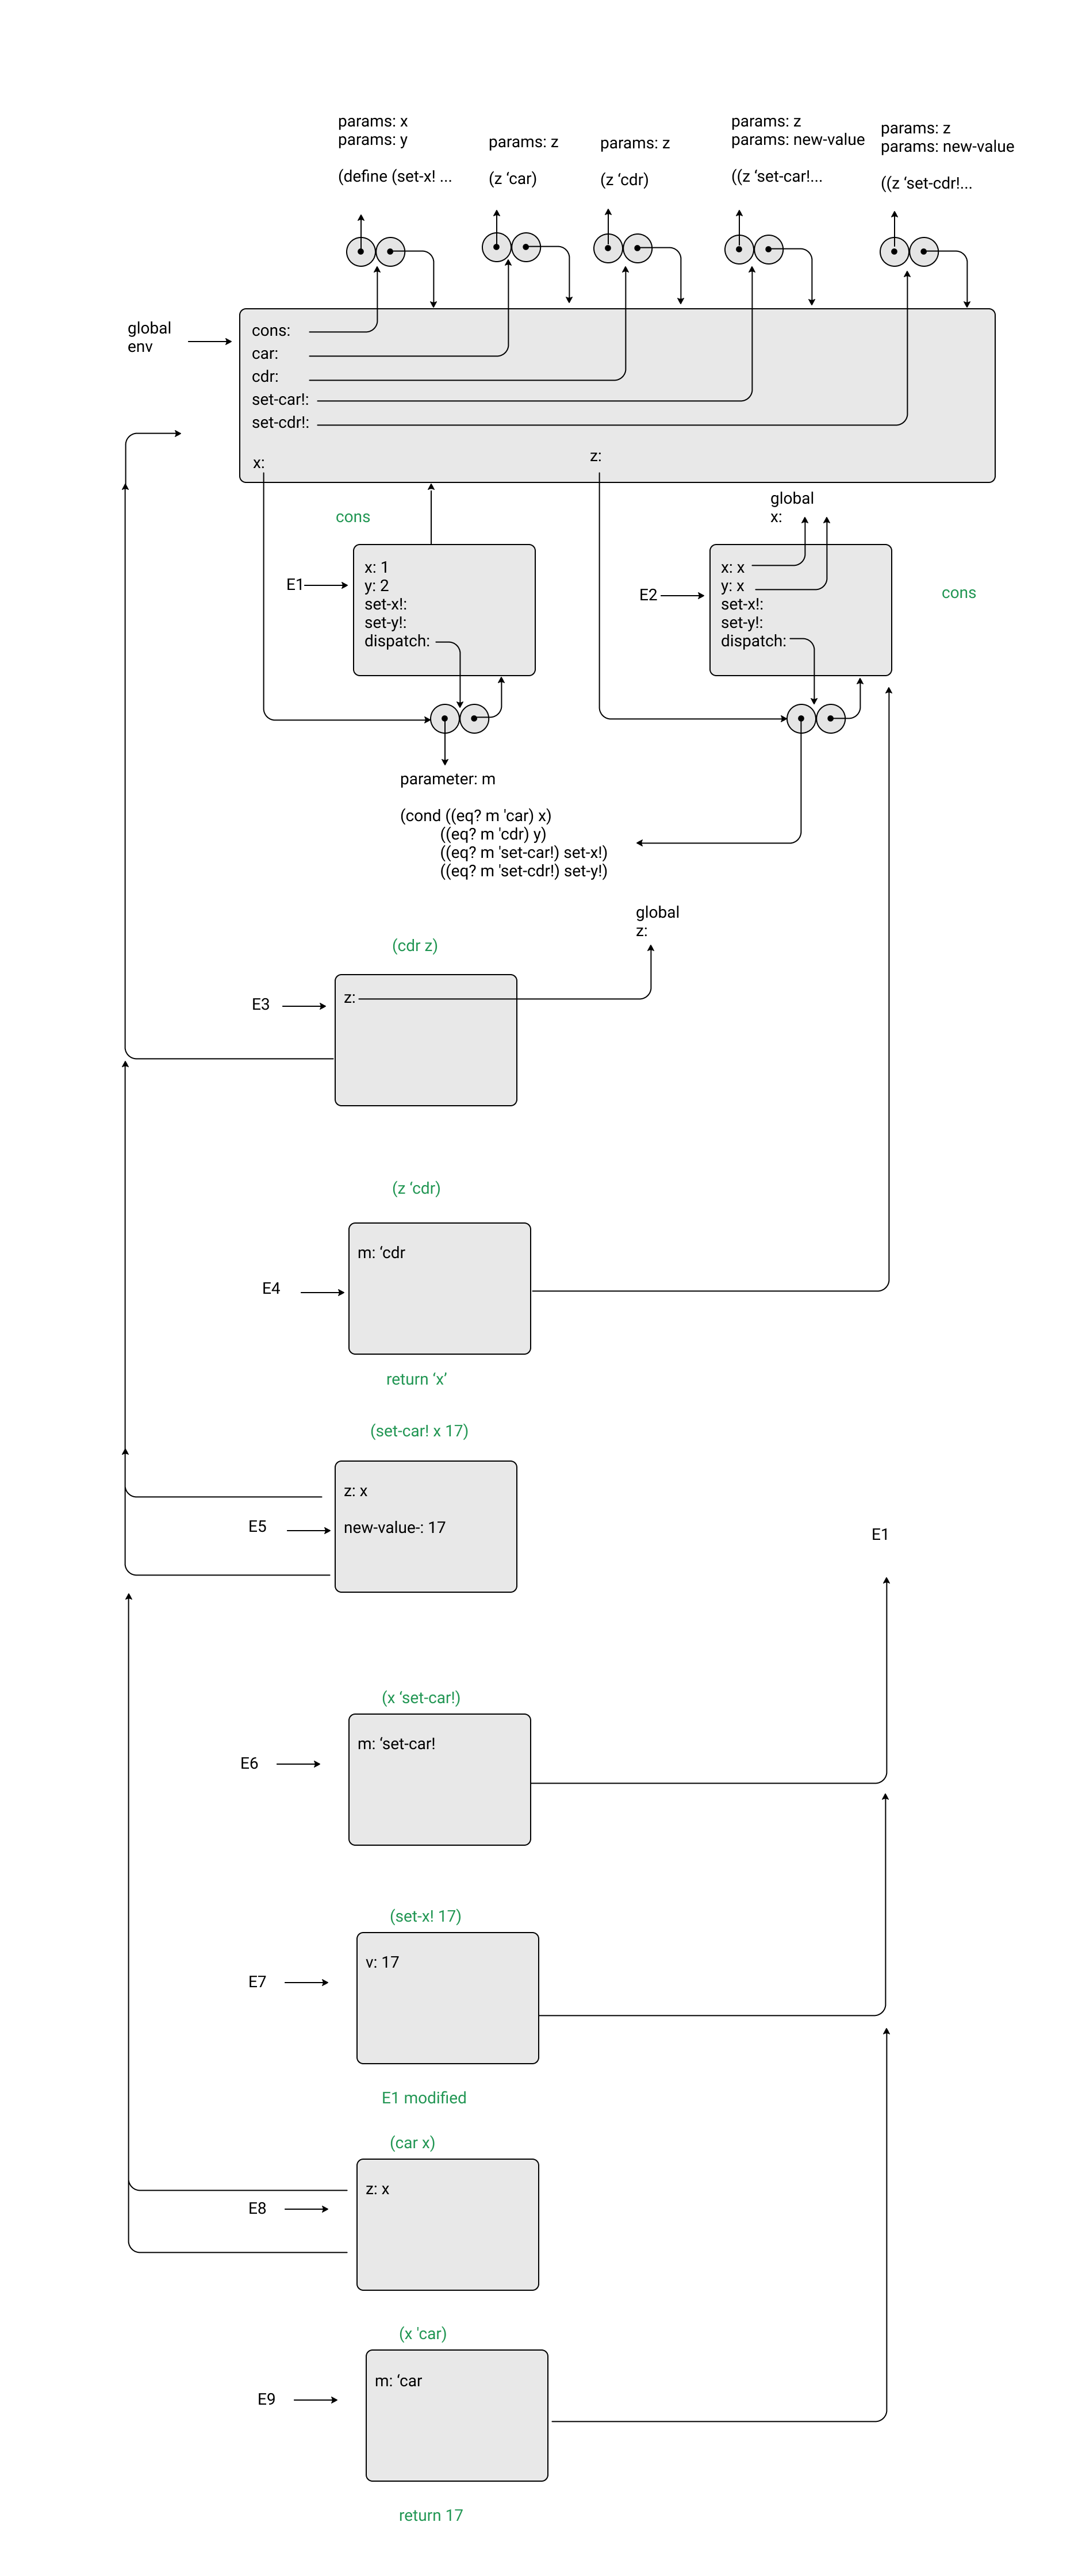 params: x
params: y
(define (set-x! ...
params: z
(z ‘car)
params: z
(z ‘cdr)
params: z
params: new-value
((z ‘set-car!...
params: z
params: new-value
((z ‘set-cdr!...
global
env
cons:
car:
cdr:
set-car!:
set-cdr!:
x:
z:
cons
E1
x: 1
y: 2
set-x!:
set-y!:
dispatch:
global
x:
E2
x: x
y: x
set-x!:
set-y!:
dispatch:
cons
parameter: m
(cond ((eq? m 'car) x)
((eq? m 'cdr) y)
((eq? m 'set-car!) set-x!)
((eq? m 'set-cdr!) set-y!)
global
z:
(cdr z)
E3
z:
(z ‘cdr)
E4
m: ‘cdr
return ‘x’
(set-car! x 17)
E5
z: x
new-value-: 17
E1
(x ‘set-car!)
E6
m: ‘set-car!
(set-x! 17)
E7
v: 17
E1 modified
(car x)
E8
z: x
(x 'car)
E9
m: ‘car
return 17